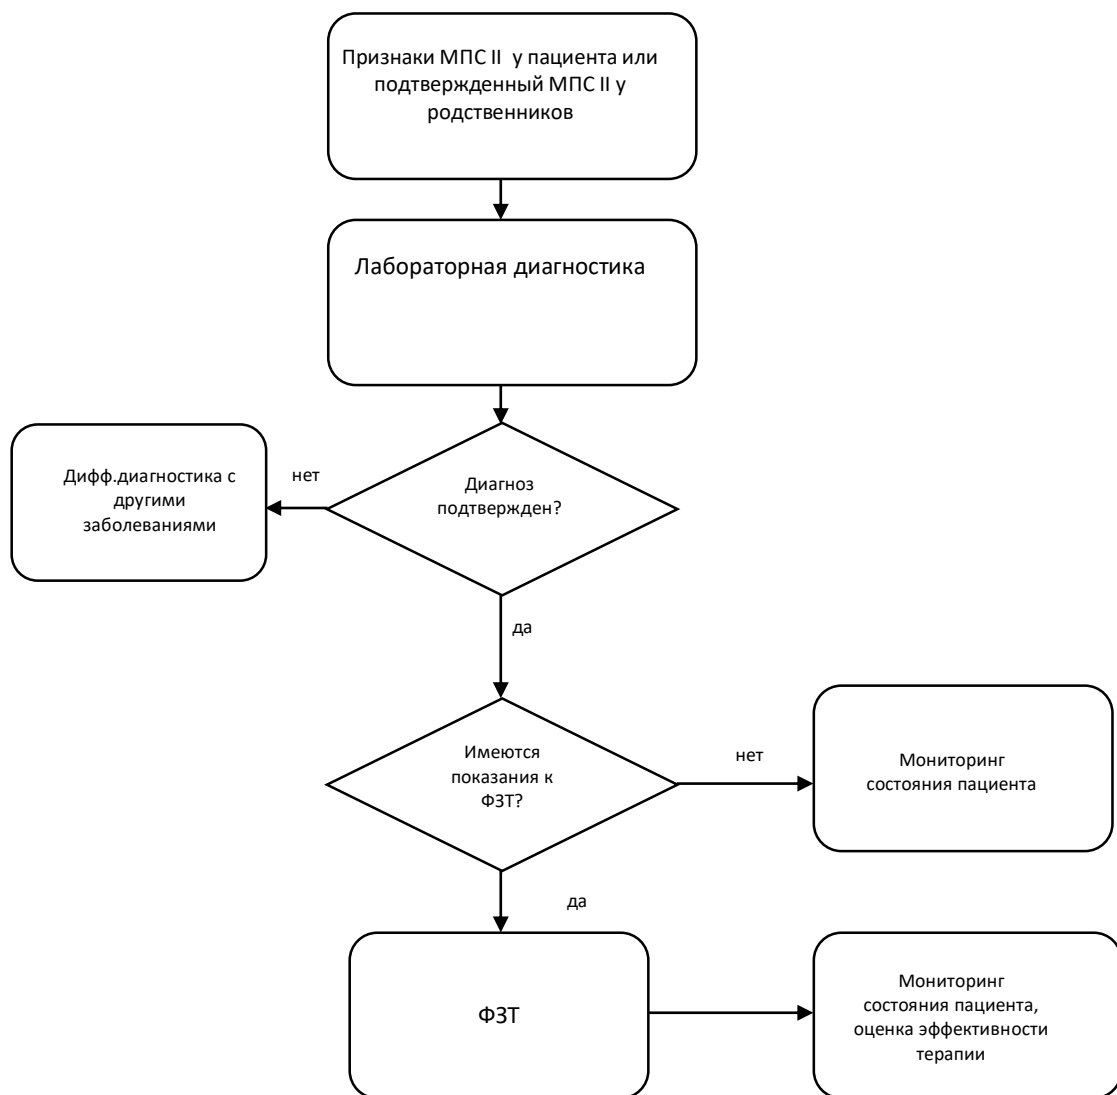 Признаки МПС II у пациента или
подтвержденный МПС II у
родственников
Лабораторная диагностика
Дифф.диагностика с
другими
заболеваниями
нет
Диагноз
подтвержден?
да
Имеются
показания к
ФЗТ?
нет
Мониторинг
состояния пациента
да
ФЗТ
Мониторинг
состояния пациента,
оценка эффективности
терапии